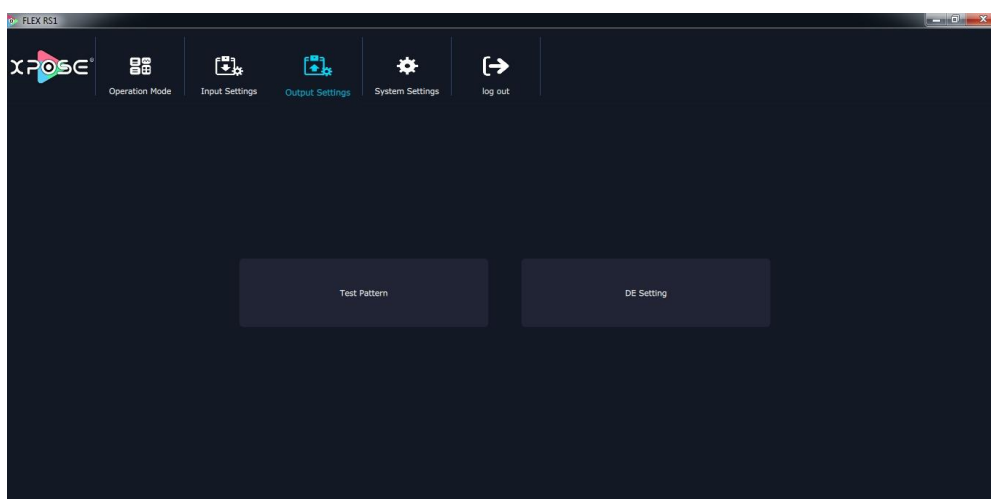 FLEX RS1
XPOSE®
Operation Mode
Input Settings
Output Settings
System Settings
log out
Test Pattern
DE Setting